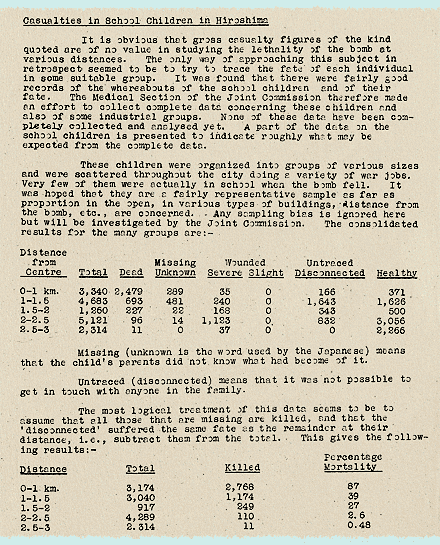 Casualties in School Children in Hiroshima
It is obvious that gross casualty figures of the kind
quoted are of no value in studying the lethality of the bomb at
various distances. The only way of approaching this subject in
retrospect seemed to be to try to trace the fate of each individual
in some suitable group. It was found that there were fairly good
records of the whereabouts of the school children and of their
fate. The Medical Section of the Joint Commission therefore made
an effort to collect complete data concerning these children and
also of some industrial groups. None of these data have been com-
pletely collected and analysed yet. A part of the data on the
school children is presented to indicate roughly what may be
expected from the complete data.
These children were organized into groups of various sizes
and were scattered throughout the city doing a variety of war jobs.
Very few of them were actually in school when the bomb fell. It
was hoped that they are a fairly representative sample as far as
proportion in the open, in various types of buildings, distance from
the bomb, etc., are concerned. Any sampling bias is ignored here
but will be investigated by the Joint Commission. The consolidated
results for the many groups are:-
Distance
from Missing Wounded Untraced
Centre Total Dead Unknown Severe Slight Disconnected Healthy
0-1 km. 3,340 2,479 289 35 0 166 371
1-1.5 4,683 693 481 240 0 1,643 1,626
1.5-2 1,260 227 22 168 0 343 500
2-2.5 5,121 96 14 1,123 0 832 3,056
2.5-3 2,314 11 0 37 0 0 2,266
Missing (unknown is the word used by the Japanese) means
that the child's parents did not know what had become of it.
Untraced (disconnected) means that it was not possible to
get in touch with anyone in the family.
The most logical treatment of this data seems to be to
assume that all those that are missing are killed, and that the
'disconnected' suffered the same fate as the remainder at their
distance, i.e., subtract them from the total. This gives the follow-
ing results:-
Percentage
Distance Total Killed Mortality
0-1 km. 3,174 2,768 87
1-1.5 3,040 1,174 39
1.5-2 917 249 27
2-2.5 4,289 110 2.6
2.5-3 2.314 11 0.48